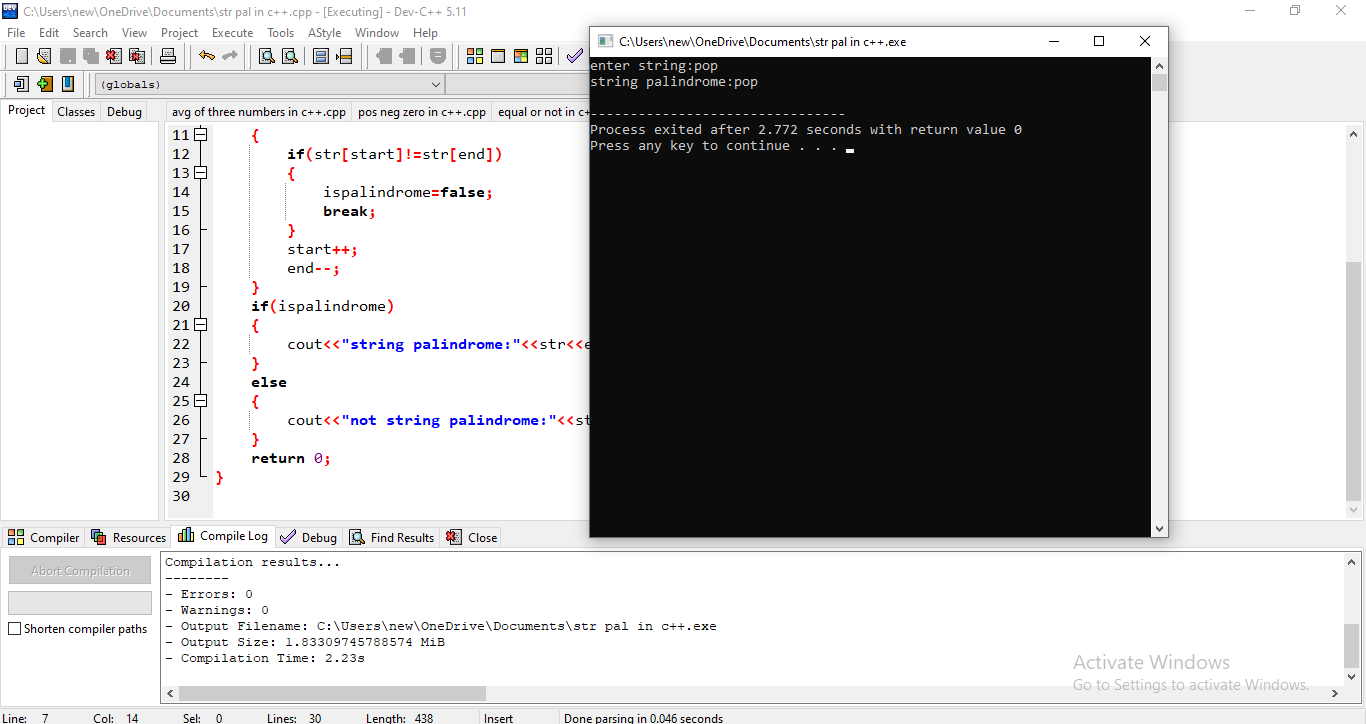 C:\Users\new\OneDrive\Documents\str pal in c++.cpp - [Executing] - Dev-C++ 5.11
File Edit Search View Project Execute Tools AStyle Window Help
(globals)
Project Classes Debug
avg of three numbers in c++.cpp pos neg zero in c++.cpp equal or not in c+
11 {
12 if(str[start]!=str[end])
13 {
14 ispalindrome=false;
15 break;
16 }
17 start++;
18 end--;
19 }
20 if(ispalindrome)
21 {
22 cout<<"string palindrome:"<<str<<e
23 }
24 else
25 {
26 cout<<"not string palindrome:"<<st
27 }
28 return 0;
29 }
30
C:\Users\new\OneDrive\Documents\str pal in c++.exe
enter string:pop
string palindrome:pop
--------------------------------
Process exited after 2.772 seconds with return value 0
Press any key to continue . . .
Compiler Resources Compile Log Debug Find Results Close
Abort Compilation
Shorten compiler paths
Compilation results...
--------
- Errors: 0
- Warnings: 0
- Output Filename: C:\Users\new\OneDrive\Documents\str pal in c++.exe
- Output Size: 1.83309745788574 MiB
- Compilation Time: 2.23s
Activate Windows
Go to Settings to activate Windows.
Line: 7 Col: 14 Sel: 0 Lines: 30 Length: 438 Insert Done parsing in 0.046 seconds